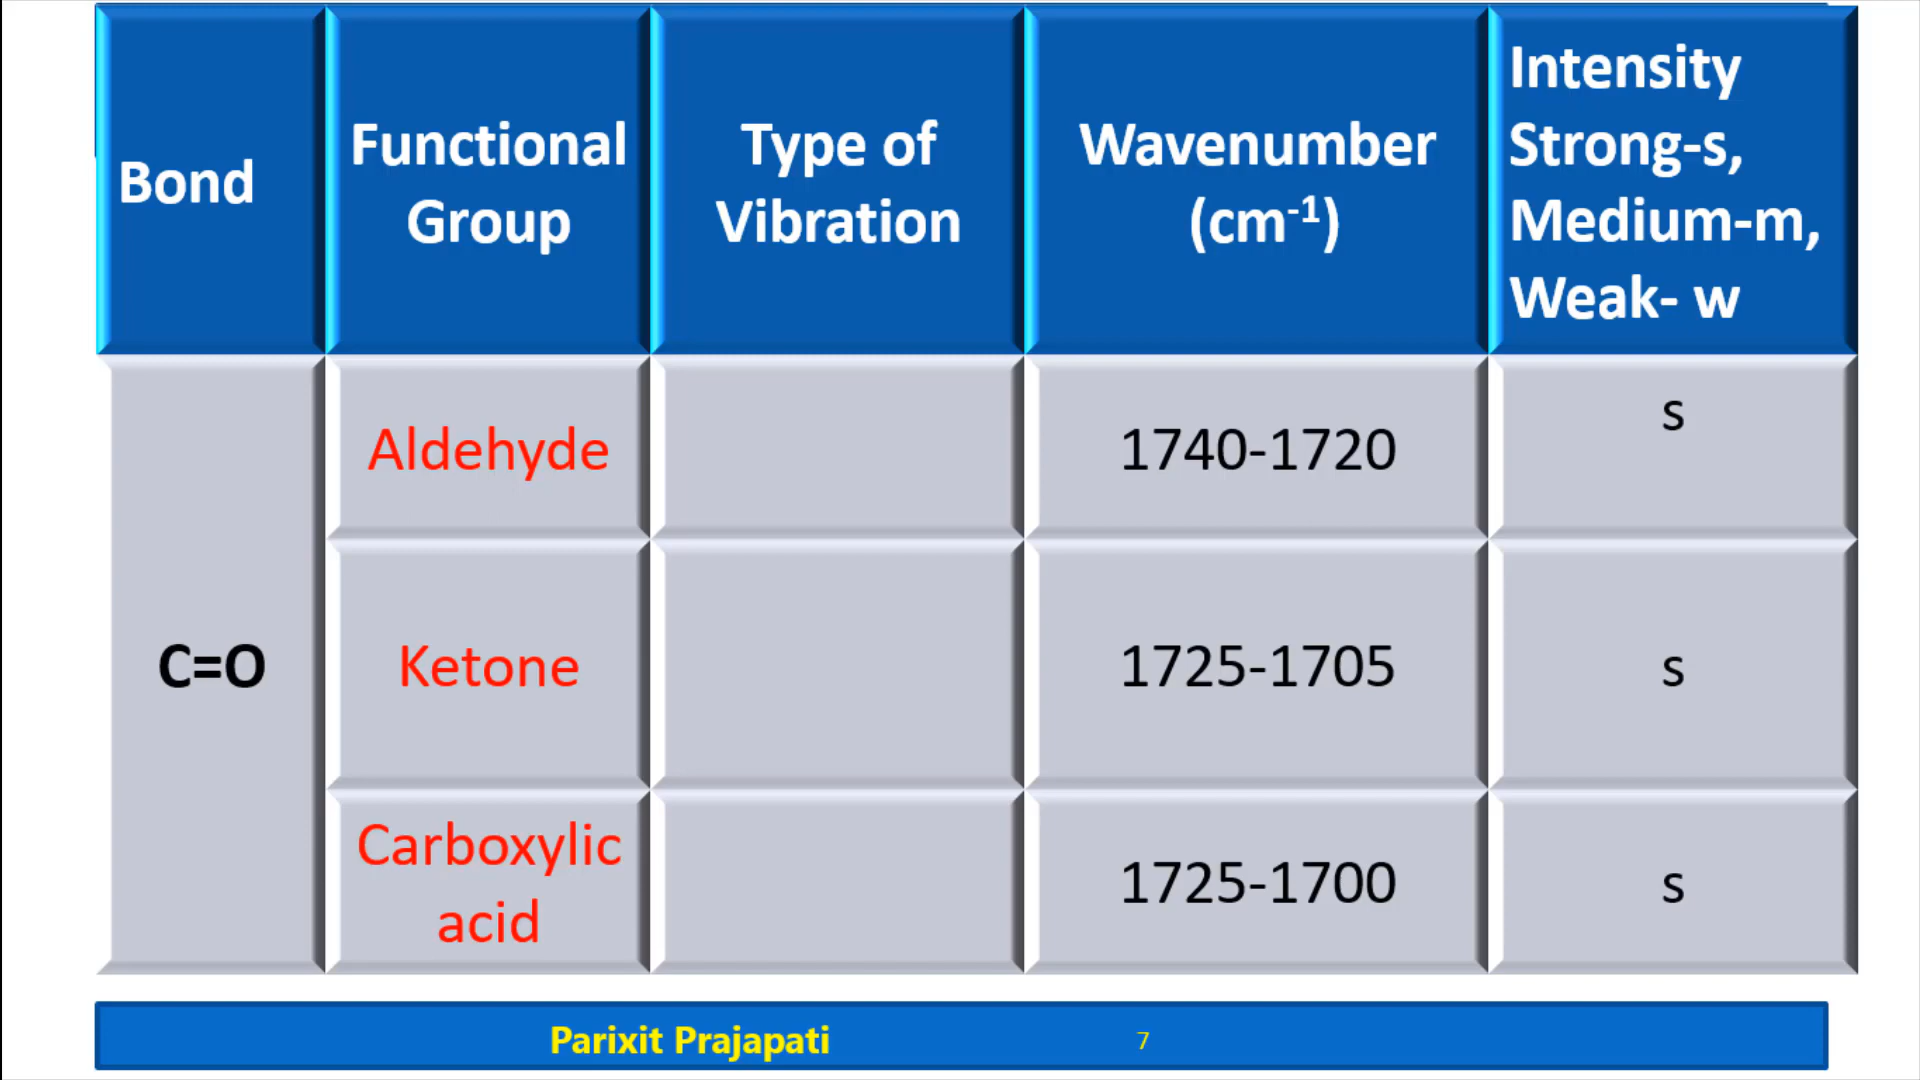 Bond
Functional
Group
Type of
Vibration
Wavenumber
(cm⁻¹)
Intensity
Strong-s,
Medium-m,
Weak- w
C=O
Aldehyde
1740-1720
s
Ketone
1725-1705
s
Carboxylic
acid
1725-1700
s
Parixit Prajapati
7